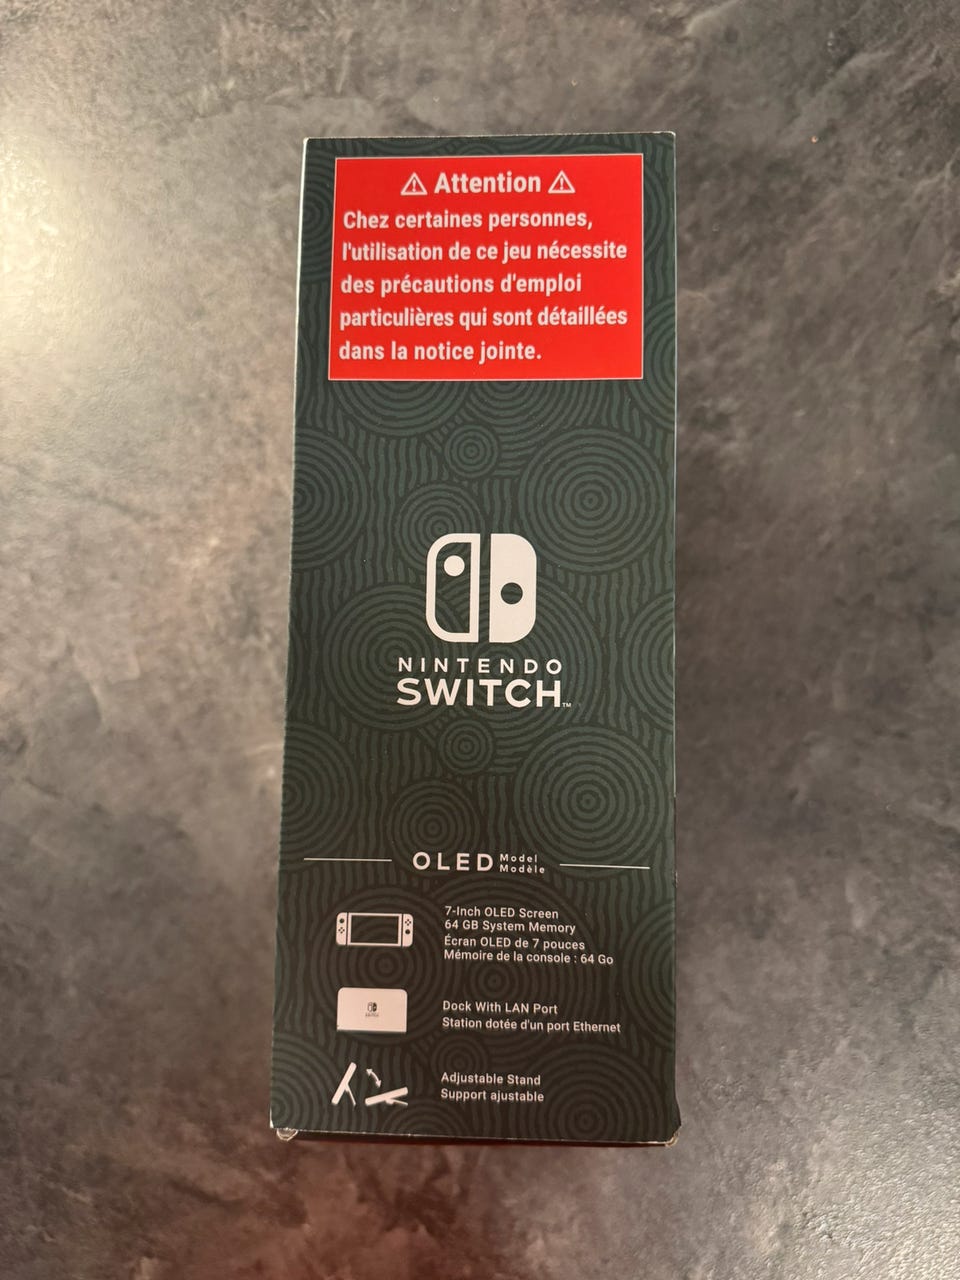 Attention
Chez certaines personnes,
l'utilisation de ce jeu nécessite
des précautions d'emploi
particulières qui sont détaillées
dans la notice jointe.
NINTENDO
SWITCH™
OLED Model
Modèle
7-Inch OLED Screen
64 GB System Memory
Écran OLED de 7 pouces
Mémoire de la console : 64 Go
Dock With LAN Port
Station dotée d'un port Ethernet
Adjustable Stand
Support ajustable